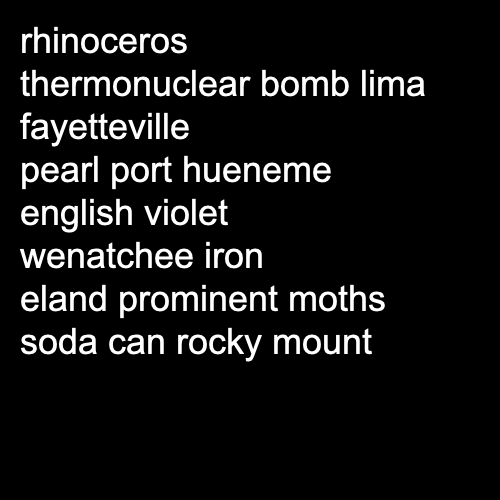 rhinoceros
thermonuclear bomb lima
fayetteville
pearl port hueneme
english violet
wenatchee iron
eland prominent moths
soda can rocky mount